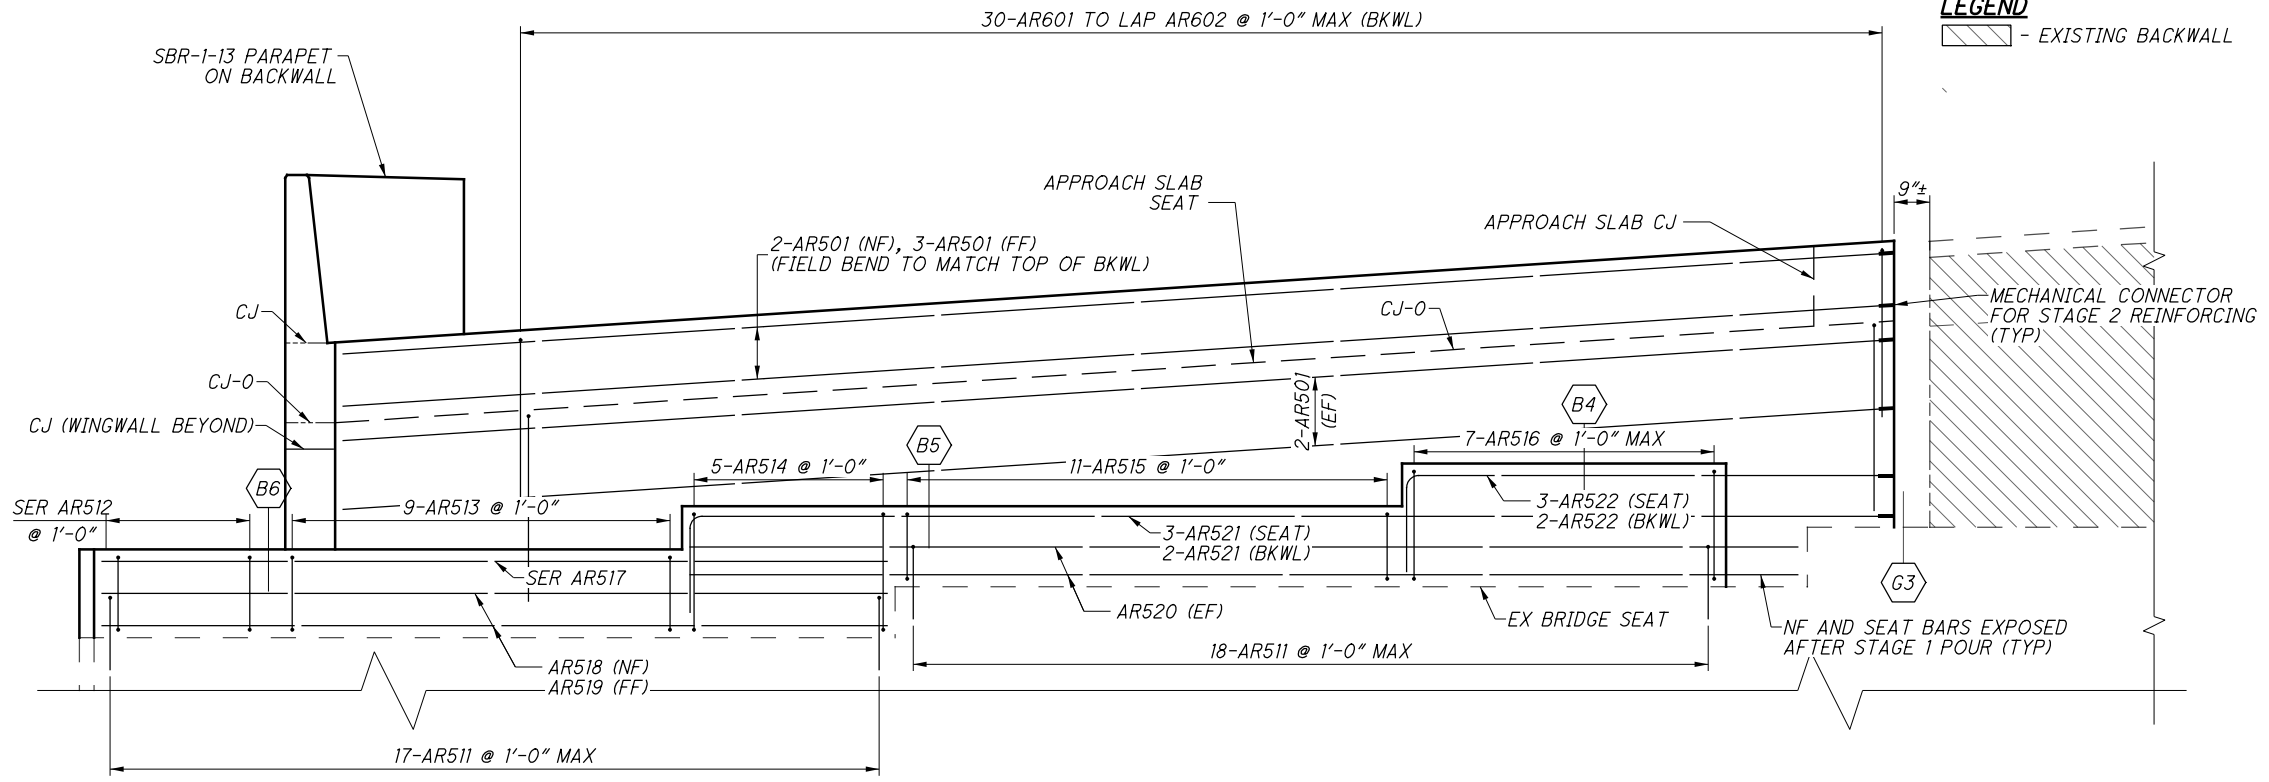 30-AR601 TO LAP AR602 @ 1'-0" MAX (BKWL)
LEGEND
- EXISTING BACKWALL
SBR-1-13 PARAPET
ON BACKWALL
APPROACH SLAB
SEAT
APPROACH SLAB CJ
9"±
2-AR501 (NF), 3-AR501 (FF)
(FIELD BEND TO MATCH TOP OF BKWL)
CJ
CJ-O
MECHANICAL CONNECTOR
FOR STAGE 2 REINFORCING
(TYP)
CJ-O
CJ (WINGWALL BEYOND)
2-AR501
(EF)
B4
B5
7-AR516 @ 1'-0" MAX
5-AR514 @ 1'-0"
11-AR515 @ 1'-0"
B6
SER AR512
@ 1'-0"
9-AR513 @ 1'-0"
3-AR522 (SEAT)
2-AR522 (BKWL)
3-AR521 (SEAT)
2-AR521 (BKWL)
SER AR517
G3
AR520 (EF)
EX BRIDGE SEAT
NF AND SEAT BARS EXPOSED
AFTER STAGE 1 POUR (TYP)
18-AR511 @ 1'-0" MAX
AR518 (NF)
AR519 (FF)
17-AR511 @ 1'-0" MAX